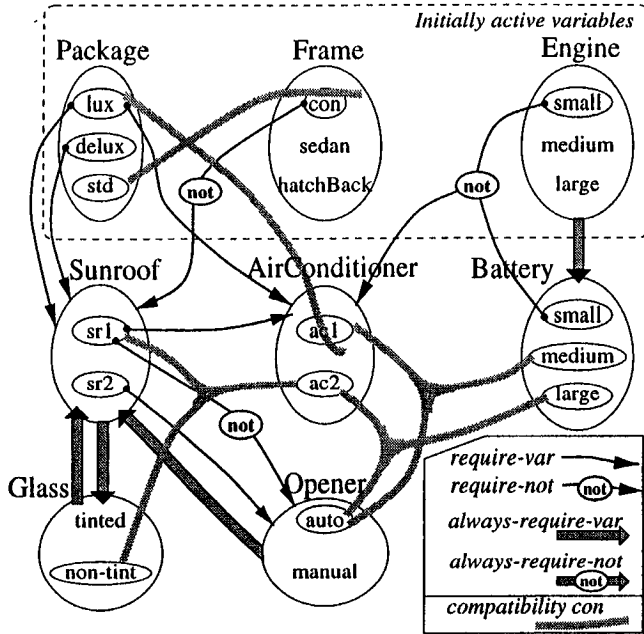 Initially active variables
Package
Frame
Engine
lux
con
small
delux
sedan
medium
std
not
hatchBack
not
large
Sunroof
AirConditioner
Battery
sr1
ac1
small
medium
sr2
ac2
large
not
Glass
Opener
tinted
auto
non-tint
manual
require-var
require-not
not
always-require-var
always-require-not
not
compatibility con